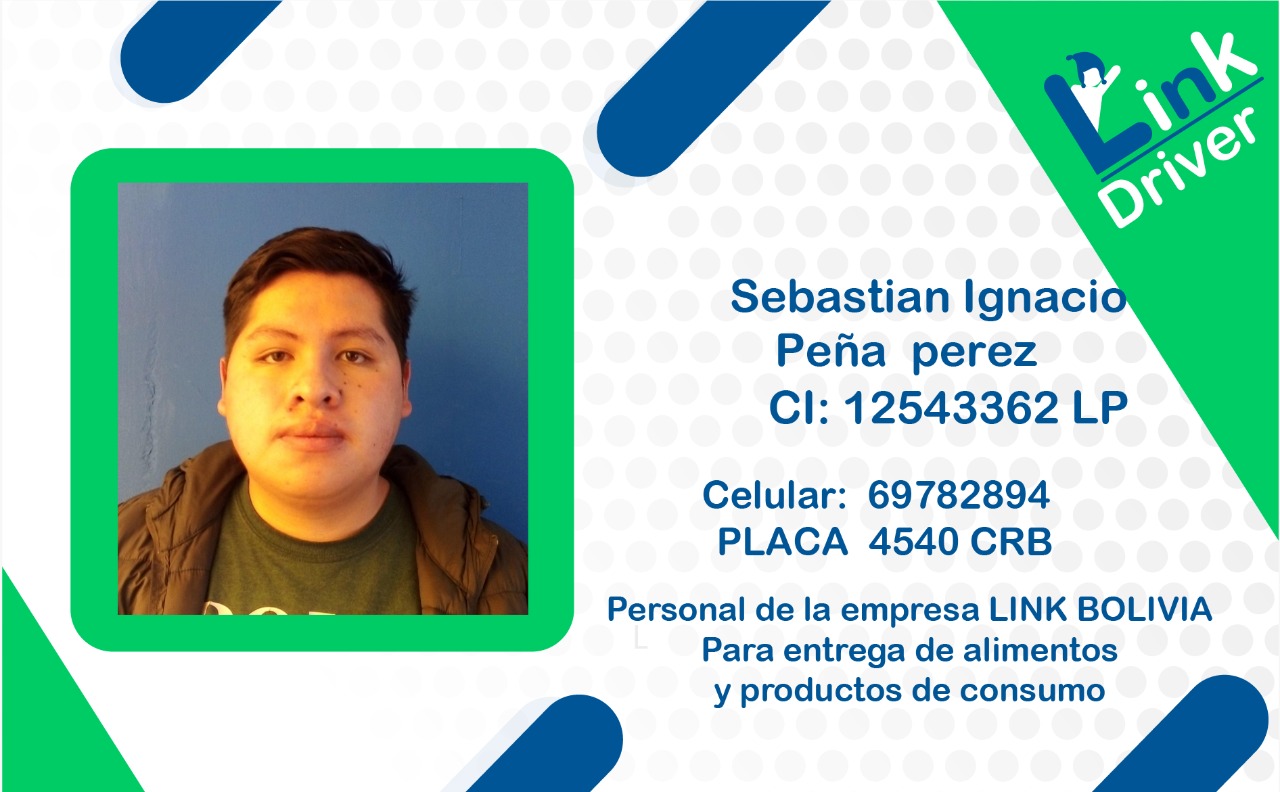 Link
Driver
Sebastian Ignacio
Peña perez
CI: 12543362 LP
Celular: 69782894
PLACA 4540 CRB
Personal de la empresa LINK BOLIVIA
Para entrega de alimentos
y productos de consumo
L